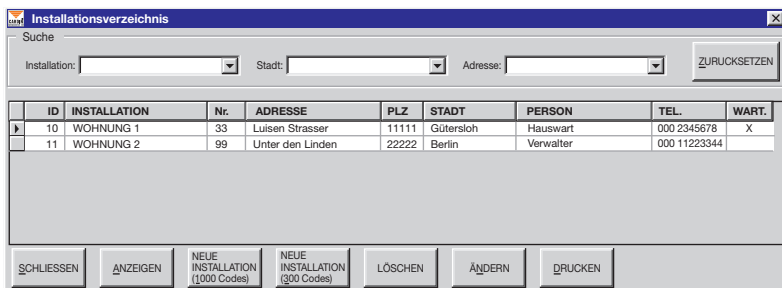 Installationsverzeichnis
Suche
Installation: Stadt: Adresse: ZURUCKSETZEN
ID INSTALLATION Nr. ADRESSE PLZ STADT PERSON TEL. WART.
10 WOHNUNG 1 33 Luisen Strasser 11111 Gütersloh Hauswart 000 2345678 X
11 WOHNUNG 2 99 Unter den Linden 22222 Berlin Verwalter 000 11223344
SCHLIESSEN ANZEIGEN NEUE INSTALLATION (1000 Codes) NEUE INSTALLATION (300 Codes) LÖSCHEN ÄNDERN DRUCKEN